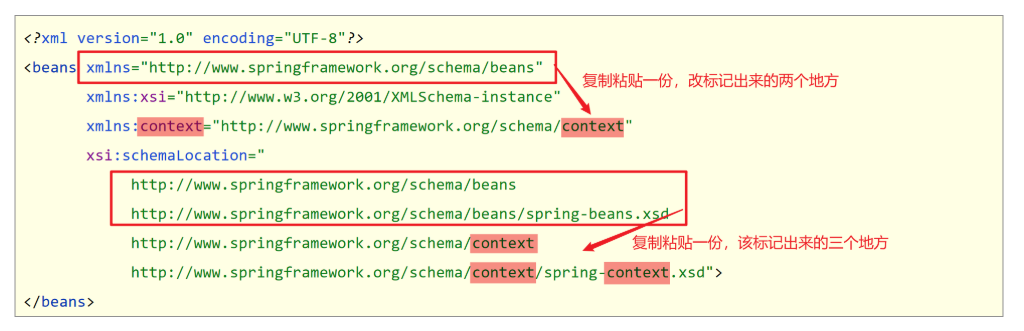 <?xml version="1.0" encoding="UTF-8"?>
<beans xmlns="http://www.springframework.org/schema/beans"
复制粘贴一份，改标记出来的两个地方
xmlns:xsi="http://www.w3.org/2001/XMLSchema-instance"
xmlns:context="http://www.springframework.org/schema/context"
xsi:schemaLocation="
http://www.springframework.org/schema/beans
http://www.springframework.org/schema/beans/spring-beans.xsd
http://www.springframework.org/schema/context
复制粘贴一份，该标记出来的三个地方
http://www.springframework.org/schema/context/spring-context.xsd">
</beans>